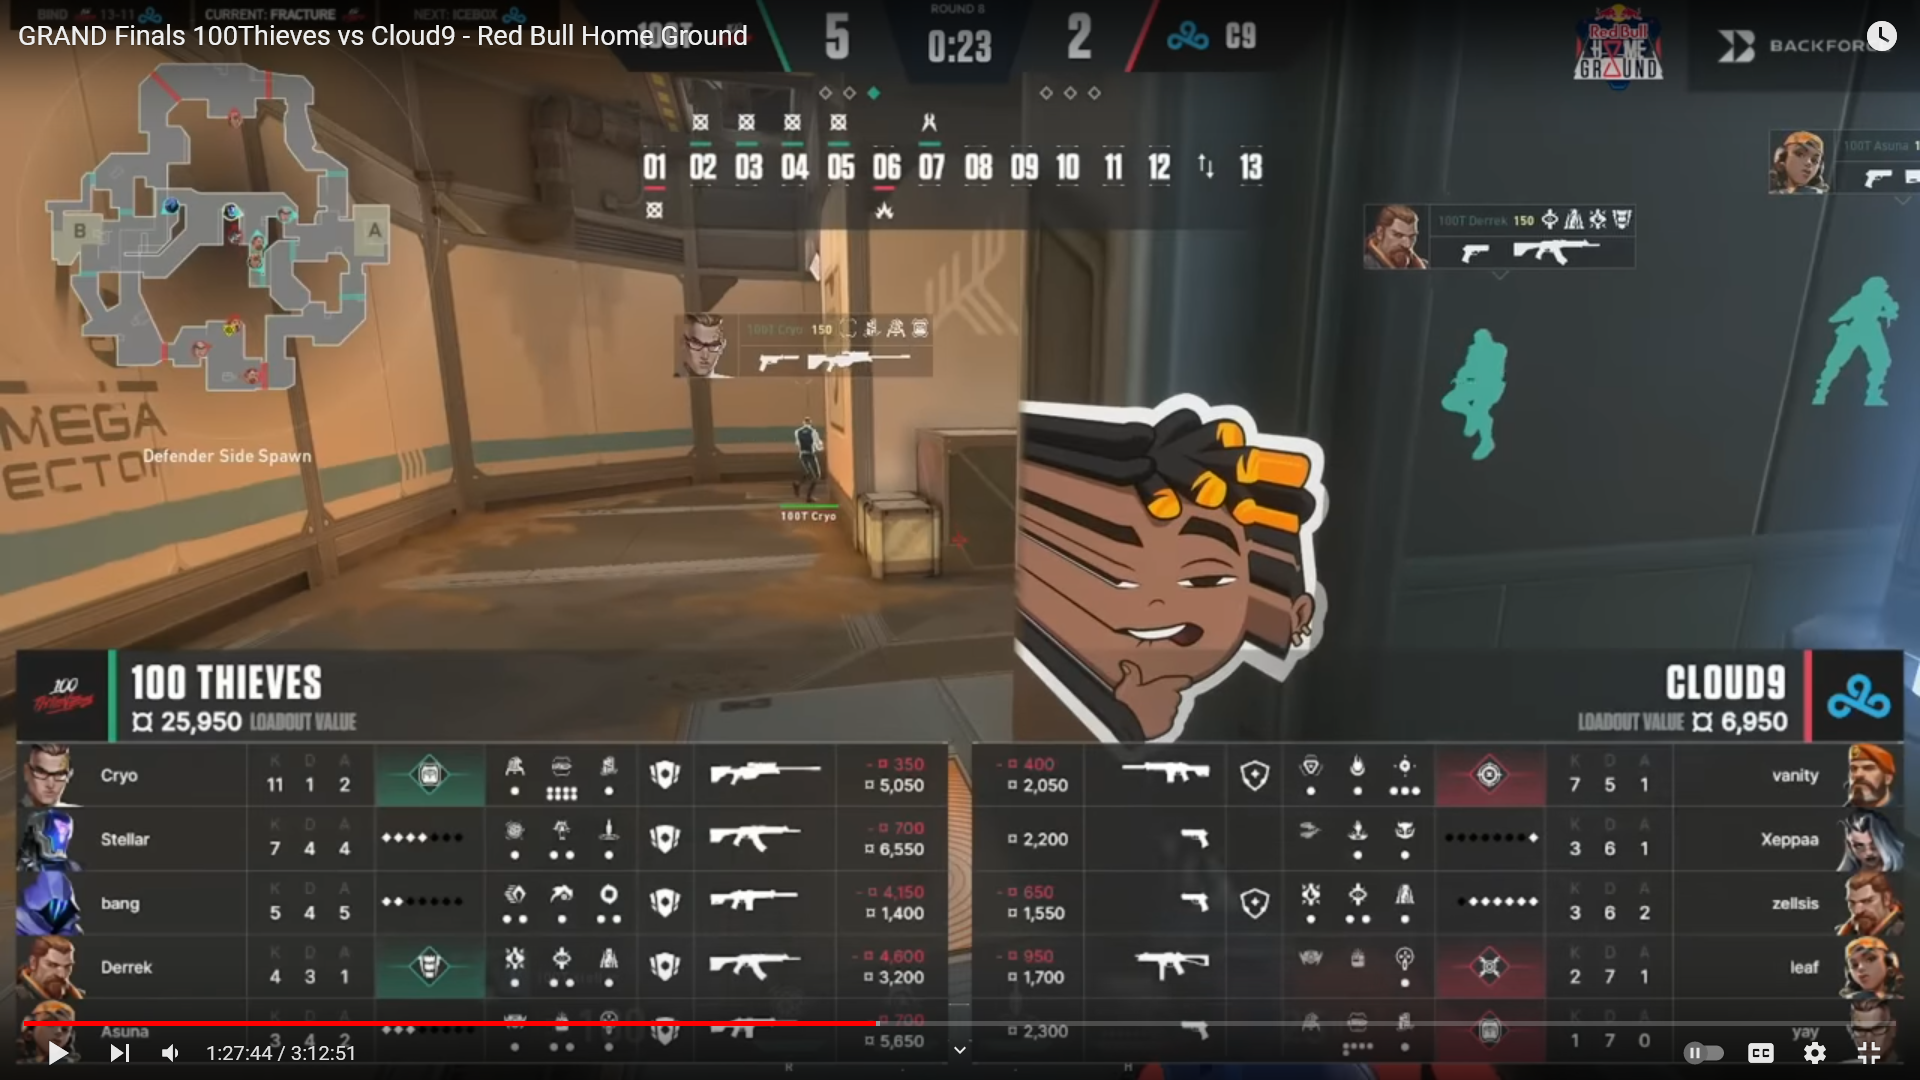 BIND 13-11
CURRENT: FRACTURE
NEXT: ICEBOX
GRAND Finals 100Thieves vs Cloud9 - Red Bull Home Ground
100T
5
ROUND 8
0:23
2
C9
Red Bull
HOME
GROUND
01 02 03 04 05 06 07 08 09 10 11 12 13
100T Asuna
100T Derrek 150
B
A
100T Cryo 150
MEGA
ECTO
Defender Side Spawn
100T Cryo
100 THIEVES
25,950 LOADOUT VALUE
CLOUD9
LOADOUT VALUE 6,950
Cryo
K D A
11 1 2
- 350
5,050
- 400
2,050
K D A
7 5 1
vanity
Stellar
K D A
7 4 4
- 700
6,550
2,200
K D A
3 6 1
Xeppaa
bang
K D A
5 4 5
- 4,150
1,400
- 650
1,550
K D A
3 6 2
zellsis
Derrek
K D A
4 3 1
- 4,600
3,200
- 950
1,700
K D A
2 7 1
leaf
Asuna
3 4 2
- 700
5,650
2,300
1 7 0
yay
1:27:44 / 3:12:51
CC